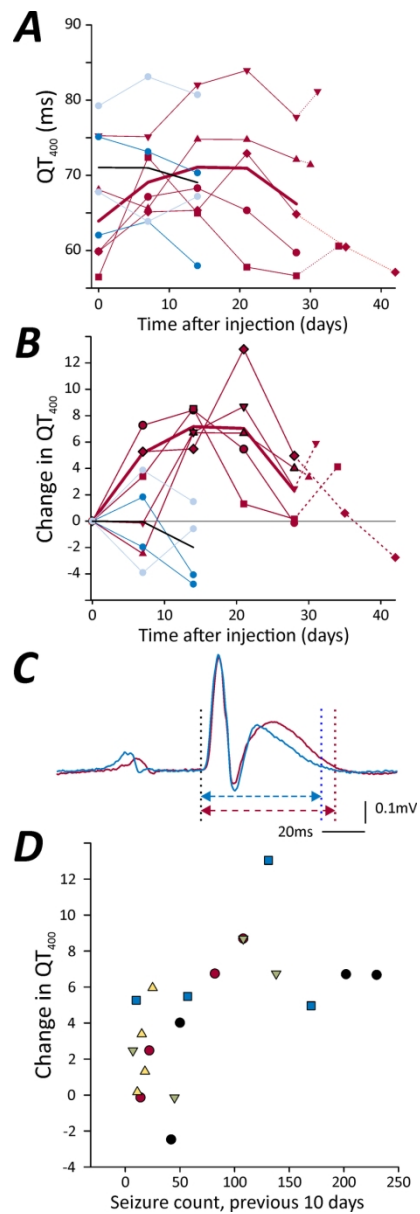 A
90
80
70
60
QT400 (ms)
0 10 20 30 40
Time after injection (days)
B
12
10
8
6
4
2
0
-2
-4
Change in QT400
0 10 20 30 40
Time after injection (days)
C
0.1mV
20ms
D
12
10
8
6
4
2
0
-2
-4
Change in QT400
0 50 100 150 200 250
Seizure count, previous 10 days